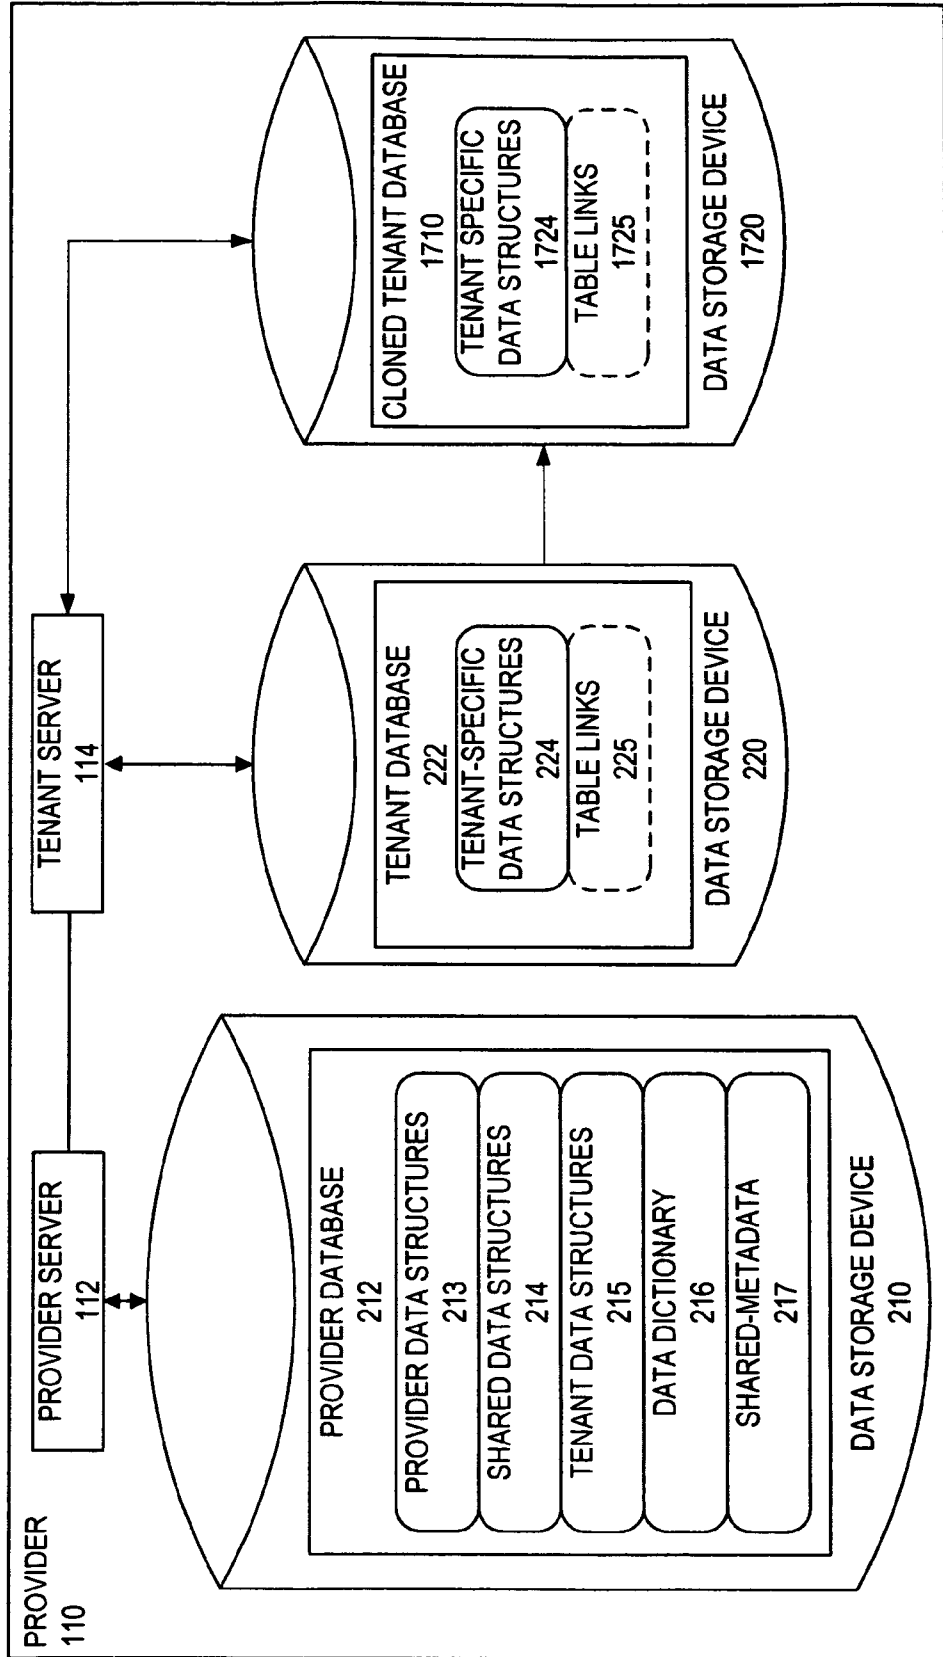 PROVIDER
110
PROVIDER SERVER
112
TENANT SERVER
114
PROVIDER DATABASE
212
PROVIDER DATA STRUCTURES
213
SHARED DATA STRUCTURES
214
TENANT DATA STRUCTURES
215
DATA DICTIONARY
216
SHARED-METADATA
217
DATA STORAGE DEVICE
210
TENANT DATABASE
222
TENANT-SPECIFIC
DATA STRUCTURES
224
TABLE LINKS
225
DATA STORAGE DEVICE
220
CLONED TENANT DATABASE
1710
TENANT SPECIFIC
DATA STRUCTURES
1724
TABLE LINKS
1725
DATA STORAGE DEVICE
1720